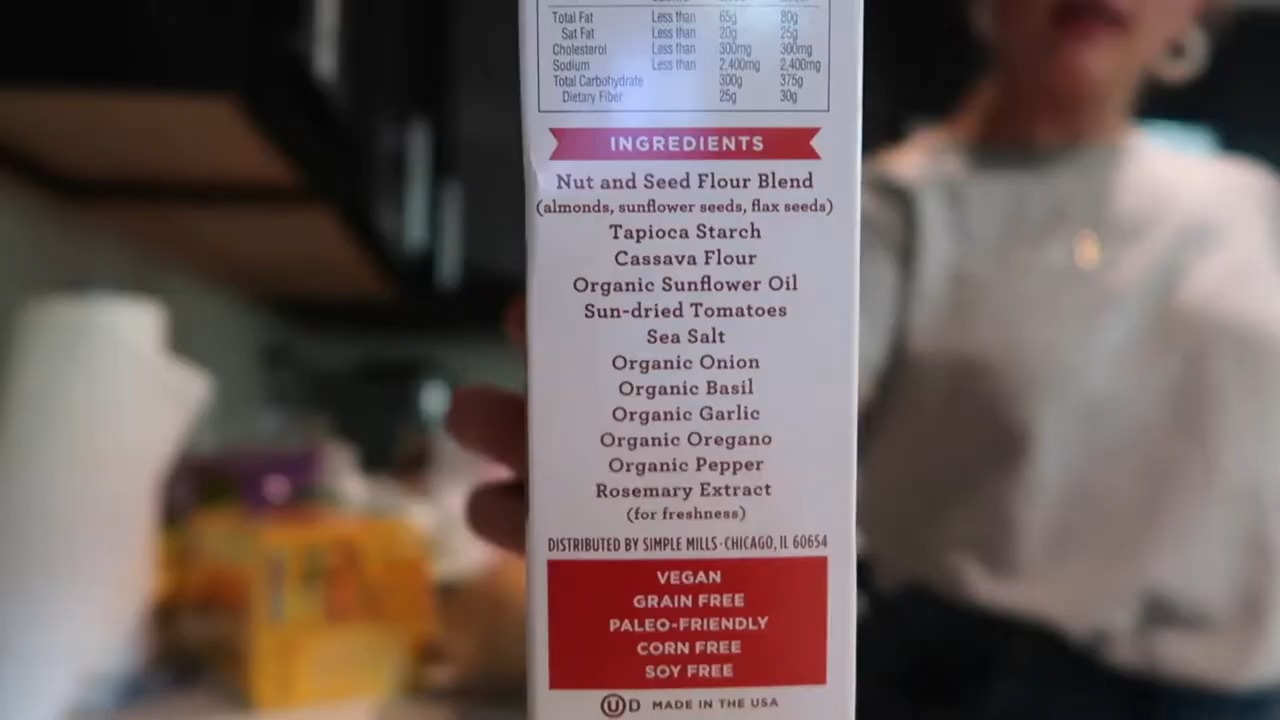 Total Fat Less than 65g 80g
Sat Fat Less than 20g 25g
Cholesterol Less than 300mg 300mg
Sodium Less than 2,400mg 2,400mg
Total Carbohydrate 300g 375g
Dietary Fiber 25g 30g
INGREDIENTS
Nut and Seed Flour Blend
(almonds, sunflower seeds, flax seeds)
Tapioca Starch
Cassava Flour
Organic Sunflower Oil
Sun-dried Tomatoes
Sea Salt
Organic Onion
Organic Basil
Organic Garlic
Organic Oregano
Organic Pepper
Rosemary Extract
(for freshness)
DISTRIBUTED BY SIMPLE MILLS · CHICAGO, IL 60654
VEGAN
GRAIN FREE
PALEO-FRIENDLY
CORN FREE
SOY FREE
U D MADE IN THE USA